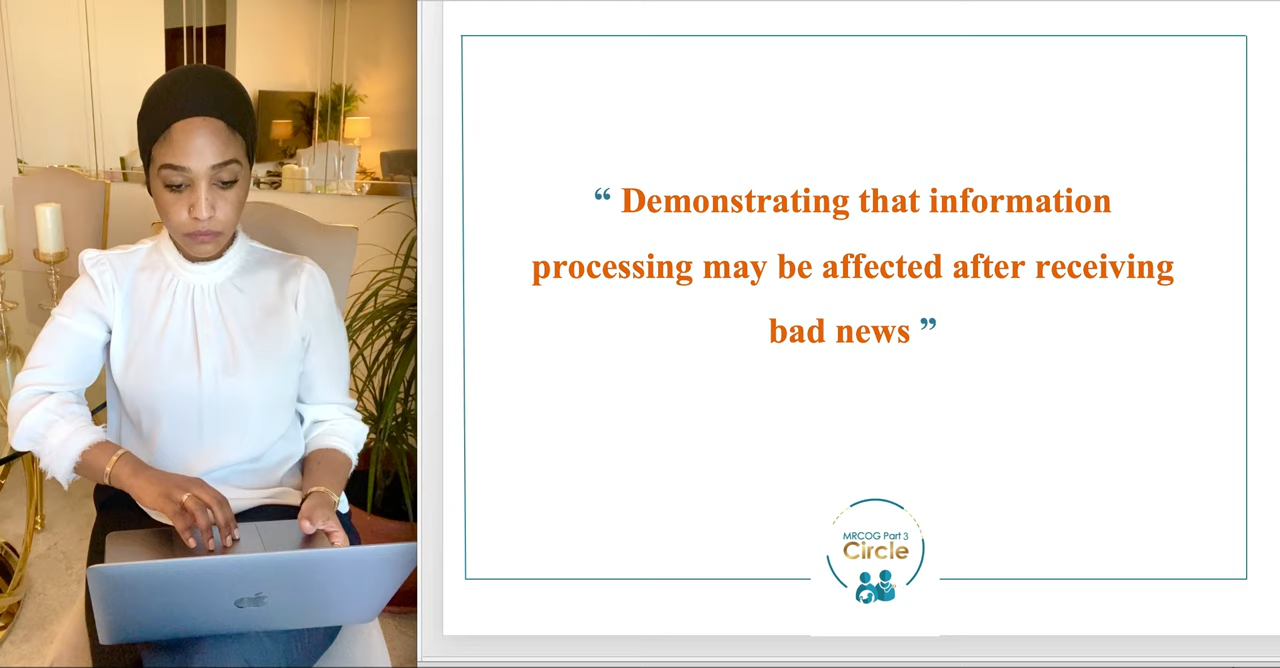 “ Demonstrating that information
processing may be affected after receiving
bad news ”
MRCOG Part 3
Circle